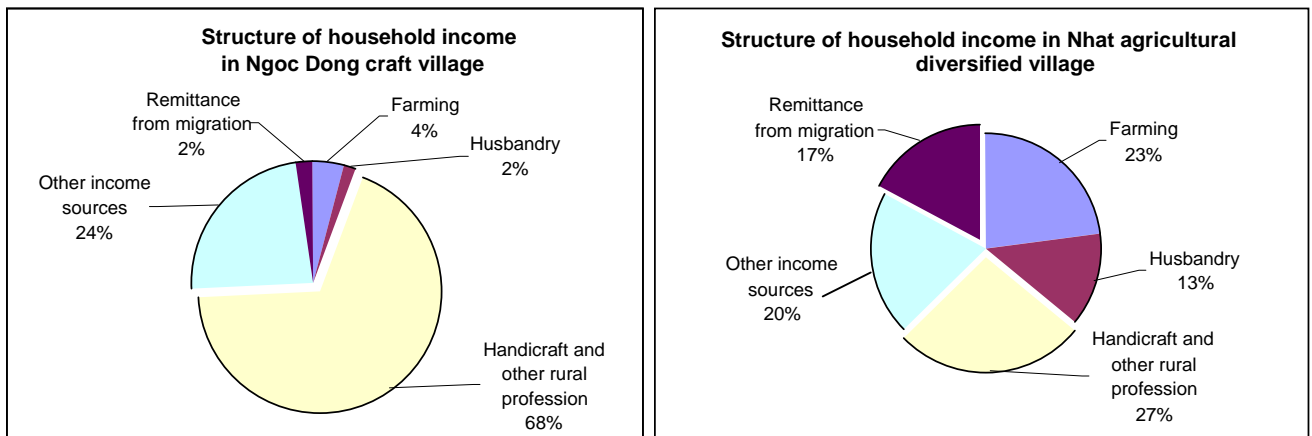 Structure of household income
in Ngoc Dong craft village
Remittance
from migration
2%
Farming
4%
Husbandry
2%
Other income
sources
24%
Handicraft and
other rural
profession
68%
Structure of household income in Nhat agricultural
diversified village
Remittance
from migration
17%
Farming
23%
Husbandry
13%
Other income
sources
20%
Handicraft and
other rural
profession
27%